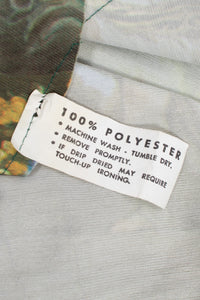 100% POLYESTER
• MACHINE WASH - TUMBLE DRY.
• REMOVE PROMPTLY.
• IF DRIP DRIED MAY REQUIRE
TOUCH-UP IRONING.